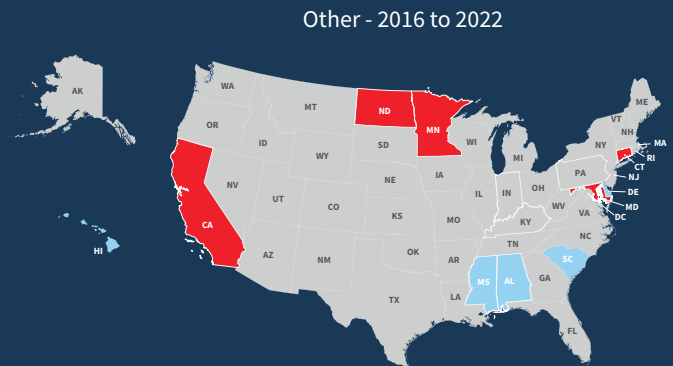 Other - 2016 to 2022
AK
WA
MT
ND
MN
ME
VT
NH
OR
ID
SD
WI
NY
MA
WY
MI
RI
CT
IA
PA
NJ
NE
NV
IL
IN
OH
DE
UT
CO
WV
MD
CA
KS
MO
KY
VA
DC
NC
HI
AZ
NM
OK
AR
TN
SC
MS
AL
GA
TX
LA
FL